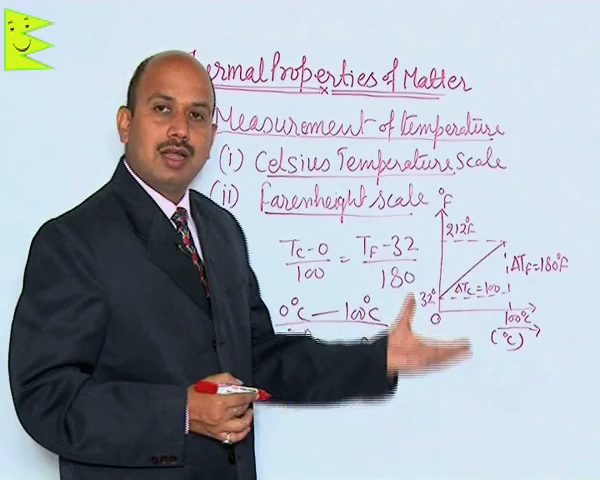 Thermal Properties of Matter
Measurement of temperature
(i) Celsius Temperature Scale
(ii) Farenheight scale
Tc-0/100 = TF-32/180
0°C — 100°C
°F
212°F
ΔTF=180°F
ΔTc=100
32°
0
100°C
(°C)